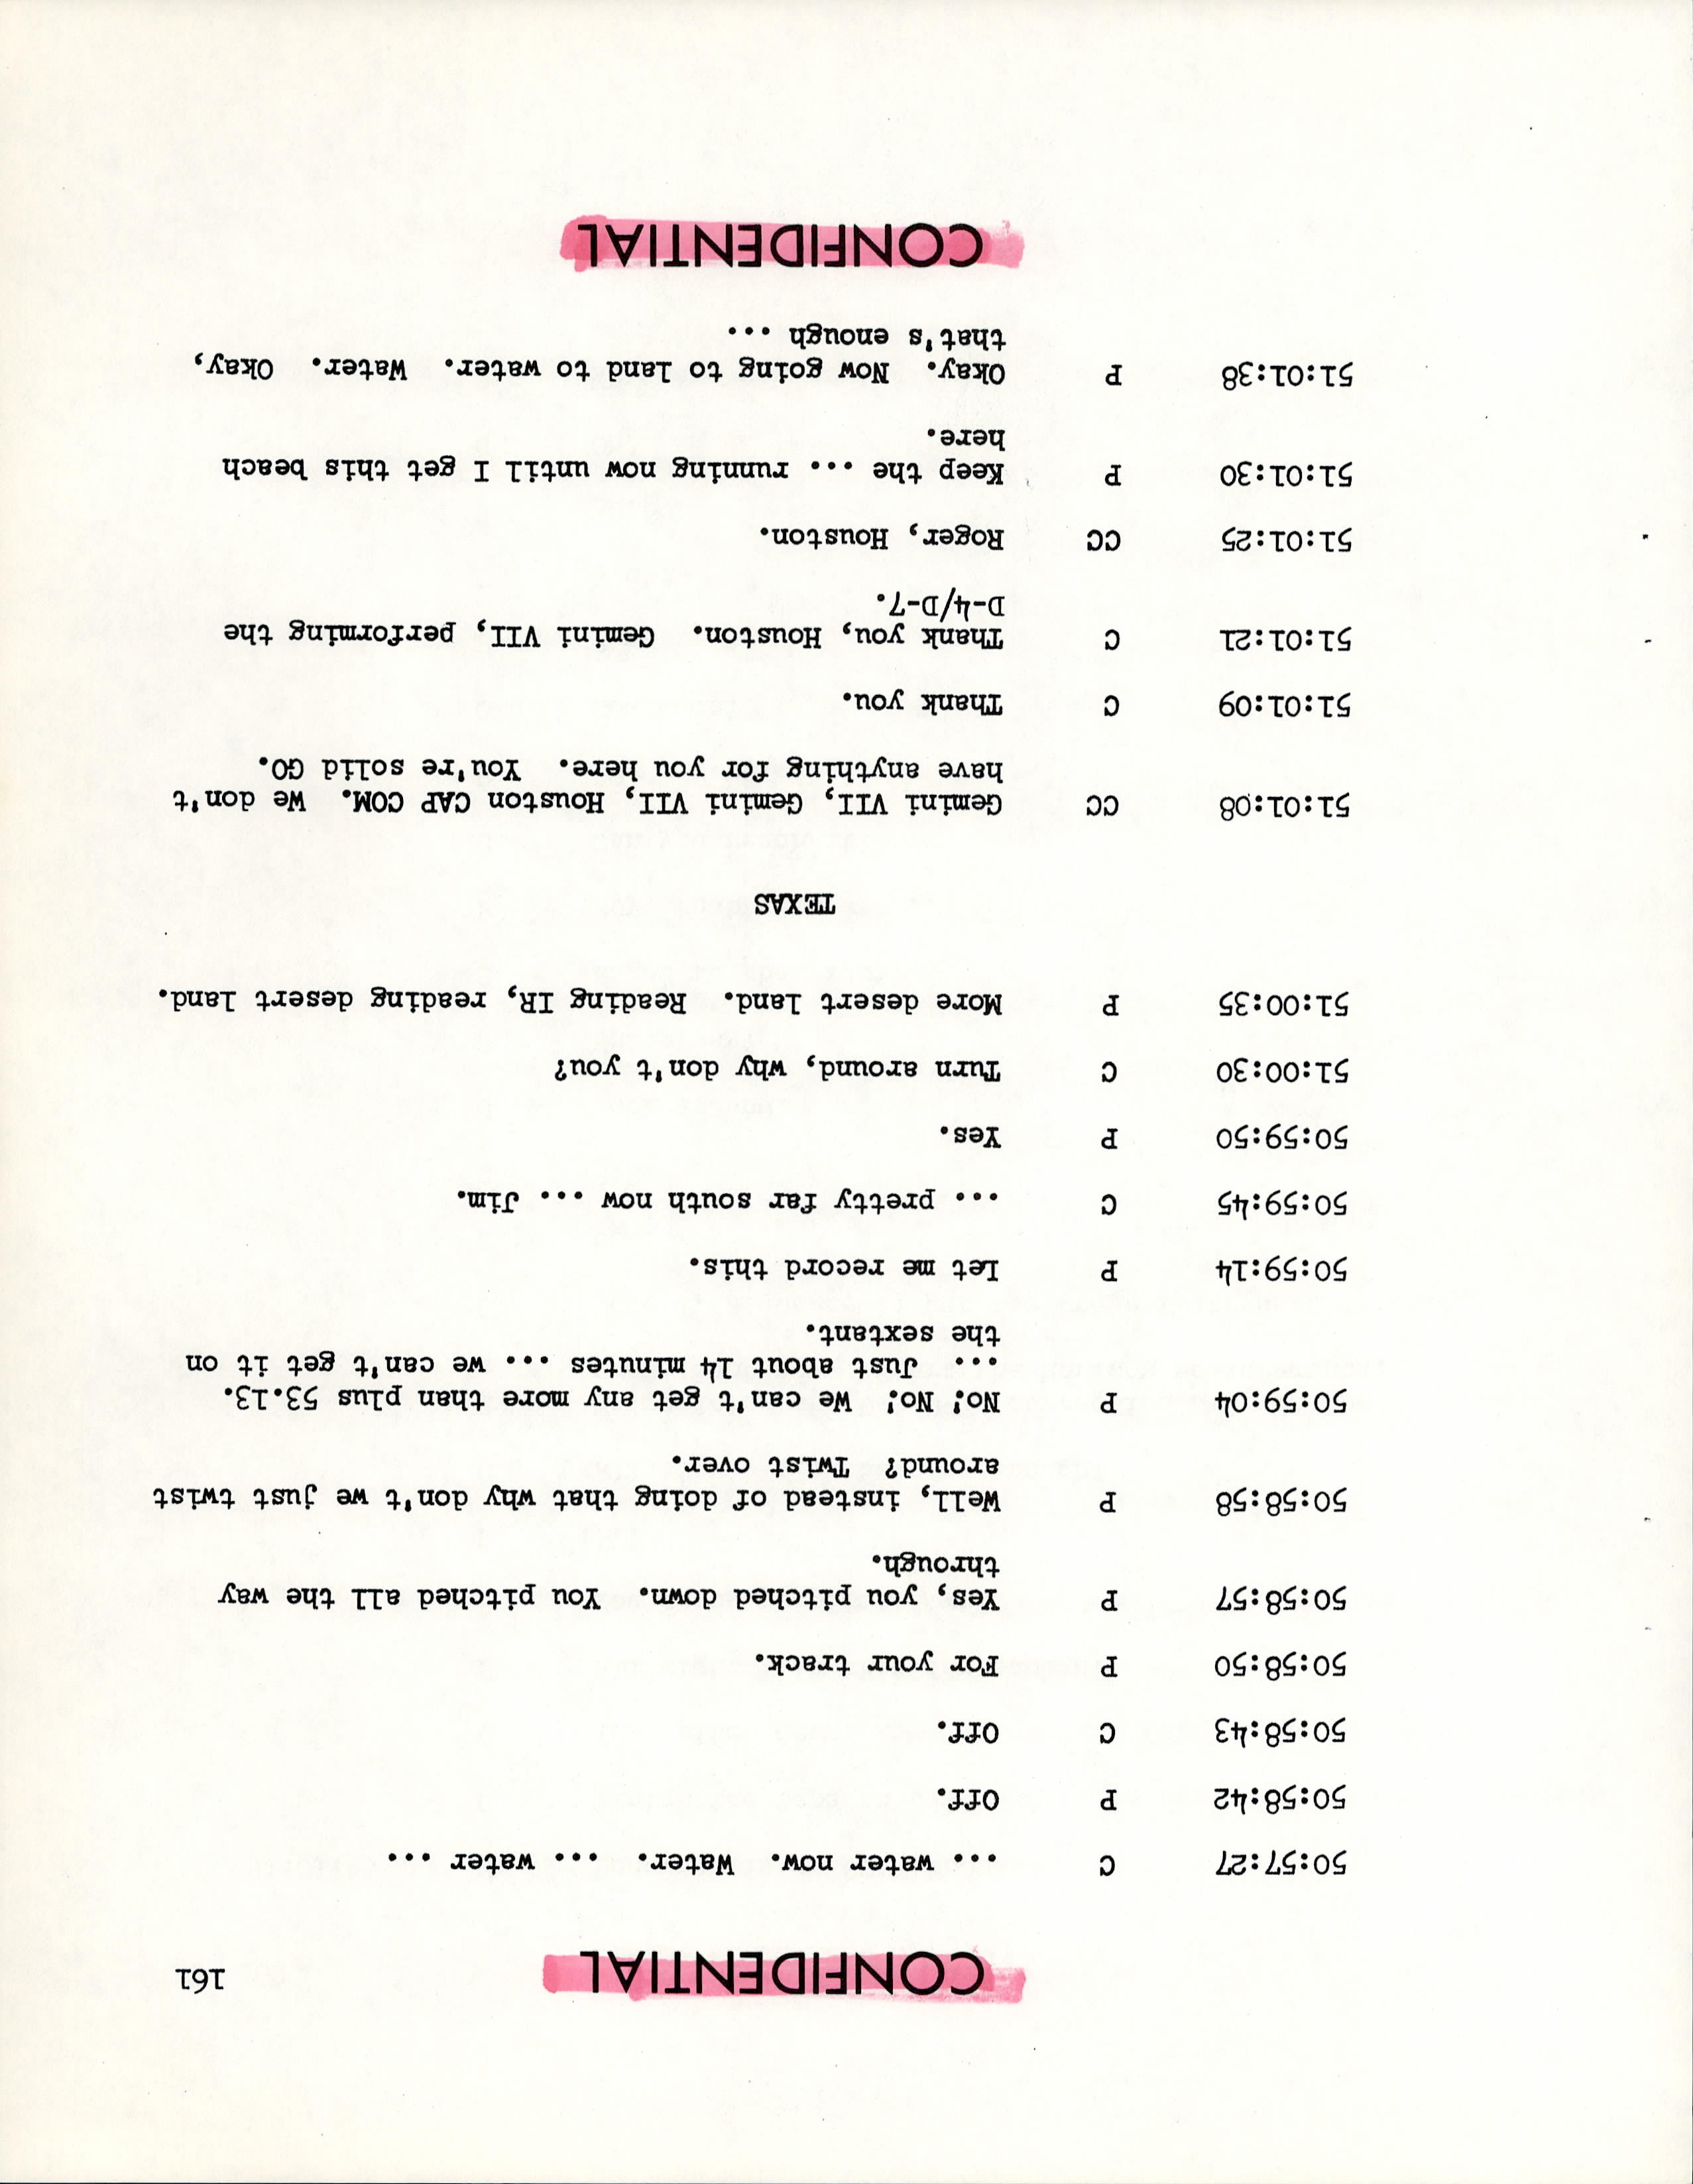 CONFIDENTIAL 161
50:57:27 C ... water now. Water. ... water ...
50:58:42 P Off.
50:58:43 C Off.
50:58:50 P For your track.
50:58:57 P Yes, you pitched down. You pitched all the way
through.
50:58:58 P Well, instead of doing that why don't we just twist
around? Twist over.
50:59:04 P No! No! We can't get any more than plus 53.13.
... Just about 14 minutes ... we can't get it on
the sextant.
50:59:14 P Let me record this.
50:59:45 C ... pretty far south now ... Jim.
50:59:50 P Yes.
51:00:30 C Turn around, why don't you?
51:00:35 P More desert land. Reading IR, reading desert land.
TEXAS
51:01:08 CC Gemini VII, Gemini VII, Houston CAP COM. We don't
have anything for you here. You're solid GO.
51:01:09 C Thank you.
51:01:21 C Thank you, Houston. Gemini VII, performing the
D-4/D-7.
51:01:25 CC Roger, Houston.
51:01:30 P Keep the ... running now until I get this beach
here.
51:01:38 P Okay. Now going to land to water. Water. Okay,
that's enough ...
CONFIDENTIAL